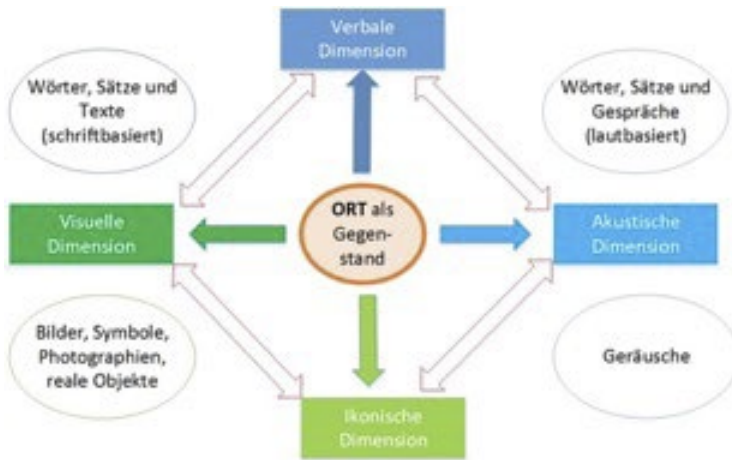 Verbale
Dimension
Wörter, Sätze und
Texte
(schriftbasiert)
Wörter, Sätze und
Gespräche
(lautbasiert)
Visuelle
Dimension
ORT als
Gegen-
stand
Akustische
Dimension
Bilder, Symbole,
Photographien,
reale Objekte
Geräusche
Ikonische
Dimension